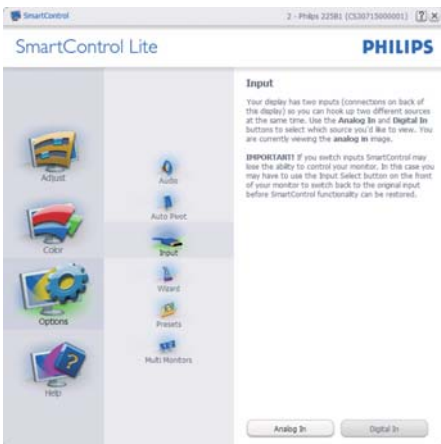 SmartControl
2 - Philips 225B1 (CS30715000001)
SmartControl Lite
PHILIPS
Adjust
Color
Options
Help
Audio
Auto Pivot
Input
Wizard
Presets
Multi Monitors
Input
Your display has two inputs (connections on back of
this display) so you can hook up two different sources
at the same time. Use the Analog In and Digital In
buttons to select which source you'd like to view. You
are currently viewing the analog in image.
IMPORTANT! If you switch inputs SmartControl may
lose the ability to control your monitor. In this case you
may have to use the Input Select button on the front
of your monitor to switch back to the original input
before SmartControl functionality can be restored.
Analog In
Digital In